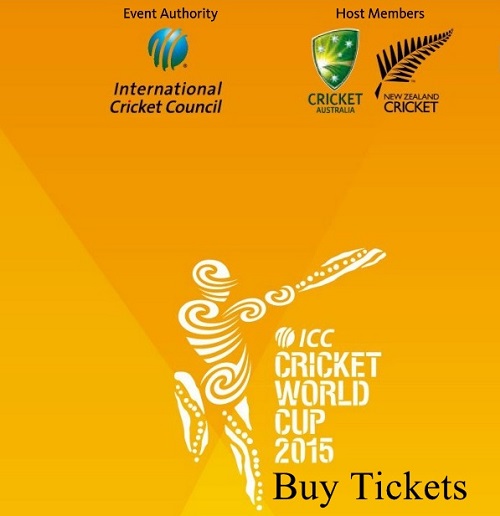 Event Authority
Host Members
International
Cricket Council
CRICKET
AUSTRALIA
NEW ZEALAND
CRICKET
ICC
CRICKET
WORLD
CUP
2015
Buy Tickets